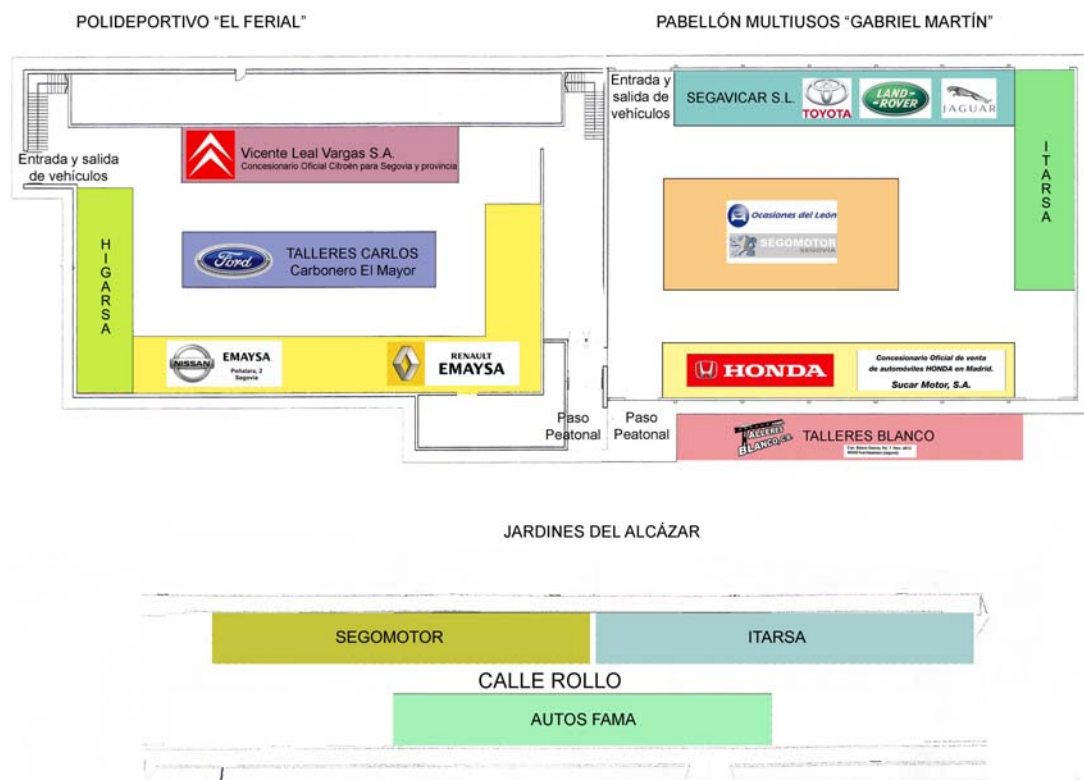 POLIDEPORTIVO “EL FERIAL”
PABELLÓN MULTIUSOS “GABRIEL MARTÍN”
Entrada y salida
de vehículos
Vicente Leal Vargas S.A.
Concesionario Oficial Citroën para Segovia y provincia
HIGARSA
Ford
TALLERES CARLOS
Carbonero El Mayor
NISSAN
EMAYSA
Peñalara, 2
Segovia
RENAULT
EMAYSA
Paso
Peatonal
Entrada y
salida de
vehículos
SEGAVICAR S.L.
TOYOTA
LAND-
ROVER
JAGUAR
ITARSA
Ocasiones del León
SEGOMOTOR
SEGOVIA
HONDA
Concesionario Oficial de venta
de automóviles HONDA en Madrid.
Sucar Motor, S.A.
Paso
Peatonal
TALLERES
BLANCO, C.B.
TALLERES BLANCO
JARDINES DEL ALCÁZAR
SEGOMOTOR
ITARSA
CALLE ROLLO
AUTOS FAMA